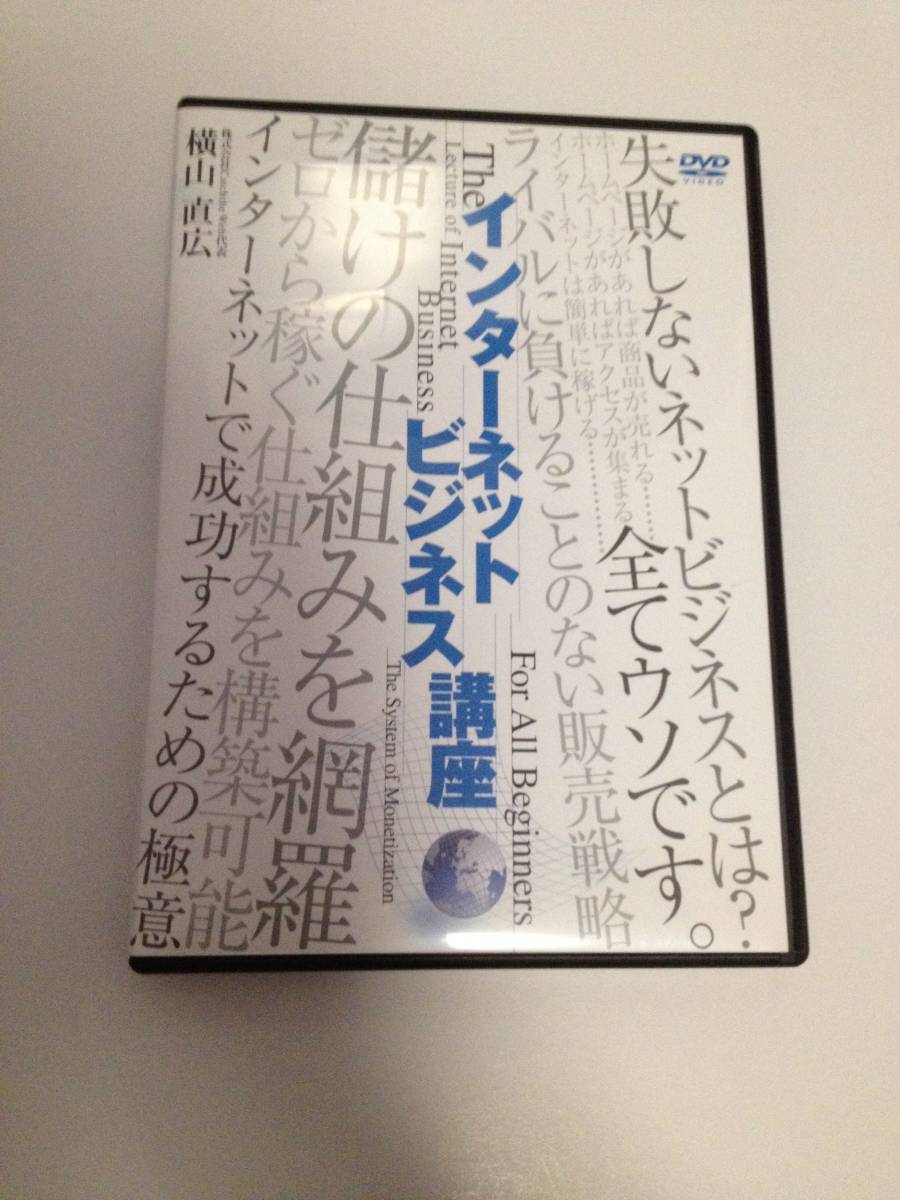 DVD
VIDEO
失敗しないネットビジネスとは?
ホームページがあれば商品が売れる……
ホームページがあればアクセスが集まる
インターネットは簡単に稼げる…………
全てウソです。
ライバルに負けることのない販売戦略
The
インターネット
ビジネス
講座
Lecture of Internet
Business
For All Beginners
The System of Monetization
儲けの仕組みを網羅
ゼロから稼ぐ仕組みを構築可能
インターネットで成功するための極意
株式会社
代表
横山 直広